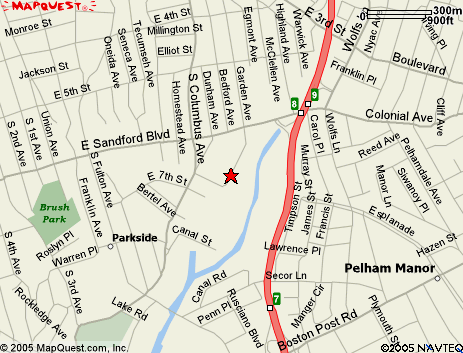 MAPQUEST
300m
900ft
Monroe St
E 4th St
Millington St
Elliot St
Jackson St
E 5th St
Oneida Ave
Seneca Ave
Tecumseh Ave
Egmont Ave
Highland Ave
McClellen Ave
Warwick Ave
E 3rd St
Wolfs Ln
Nyac Ave
Franklin Pl
Boulevard
Homestead Ave
S Columbus Ave
Dunham Ave
Bedford Ave
Garden Ave
8
9
Colonial Ave
Cliff Ave
S 2nd Ave
S 1st Ave
Union Ave
E Sandford Blvd
Carol Pl
Wolfs Ln
Reed Ave
Pelhamdale Ave
Siwanoy Pl
Manor Ln
E 7th St
Bertel Ave
S Fulton Ave
Franklin Ave
Brush Park
Murray St
James St
Francis St
Timpson St
Esplanade
Roslyn Pl
Warren Pl
Parkside
Canal St
Lawrence Pl
Hazen St
S 4th Ave
S 3rd Ave
Rockledge Ave
Lake Rd
Canal Rd
Secor Ln
Pelham Manor
7
Penn Pl
Rusciano Blvd
Manger Cir
Boston Post Rd
Plymouth St
© 2005 MapQuest.com, Inc.
©2005 NAVTEQ